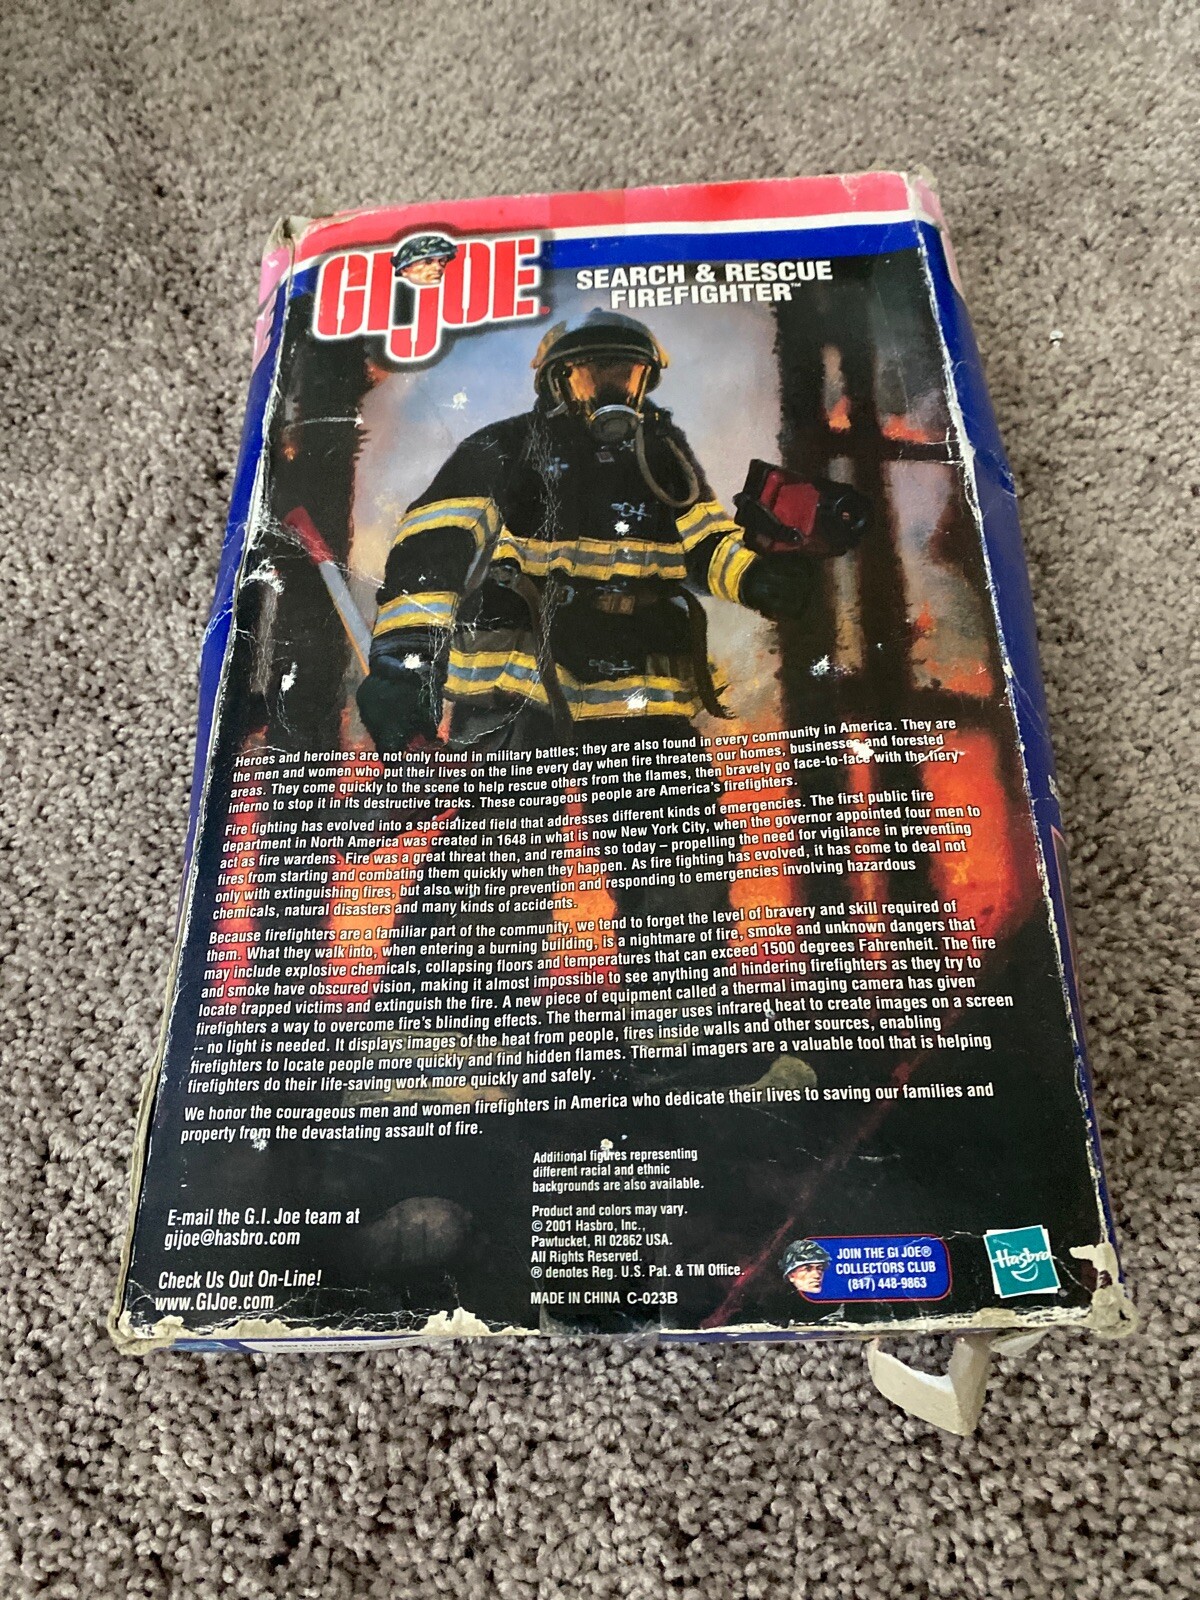 GI JOE
SEARCH & RESCUE
FIREFIGHTER™
Heroes and heroines are not only found in military battles; they are also found in every community in America. They are
the men and women who put their lives on the line every day when fire threatens our homes, businesses and forested
areas. They come quickly to the scene to help rescue others from the flames, then bravely go face-to-face with the fiery
inferno to stop it in its destructive tracks. These courageous people are America's firefighters.
Fire fighting has evolved into a specialized field that addresses different kinds of emergencies. The first public fire
department in North America was created in 1648 in what is now New York City, when the governor appointed four men to
act as fire wardens. Fire was a great threat then, and remains so today – propelling the need for vigilance in preventing
fires from starting and combating them quickly when they happen. As fire fighting has evolved, it has come to deal not
only with extinguishing fires, but also with fire prevention and responding to emergencies involving hazardous
chemicals, natural disasters and many kinds of accidents.
Because firefighters are a familiar part of the community, we tend to forget the level of bravery and skill required of
them. What they walk into, when entering a burning building, is a nightmare of fire, smoke and unknown dangers that
may include explosive chemicals, collapsing floors and temperatures that can exceed 1500 degrees Fahrenheit. The fire
and smoke have obscured vision, making it almost impossible to see anything and hindering firefighters as they try to
locate trapped victims and extinguish the fire. A new piece of equipment called a thermal imaging camera has given
firefighters a way to overcome fire's blinding effects. The thermal imager uses infrared heat to create images on a screen
-- no light is needed. It displays images of the heat from people, fires inside walls and other sources, enabling
firefighters to locate people more quickly and find hidden flames. Thermal imagers are a valuable tool that is helping
firefighters do their life-saving work more quickly and safely.
We honor the courageous men and women firefighters in America who dedicate their lives to saving our families and
property from the devastating assault of fire.
Additional figures representing
different racial and ethnic
backgrounds are also available.
Product and colors may vary.
© 2001 Hasbro, Inc.,
Pawtucket, RI 02862 USA.
All Rights Reserved.
® denotes Reg. U.S. Pat. & TM Office.
MADE IN CHINA C-023B
E-mail the G.I. Joe team at
gijoe@hasbro.com
Check Us Out On-Line!
www.GIJoe.com
JOIN THE GI JOE®
COLLECTORS CLUB
(817) 448-9863
Hasbro